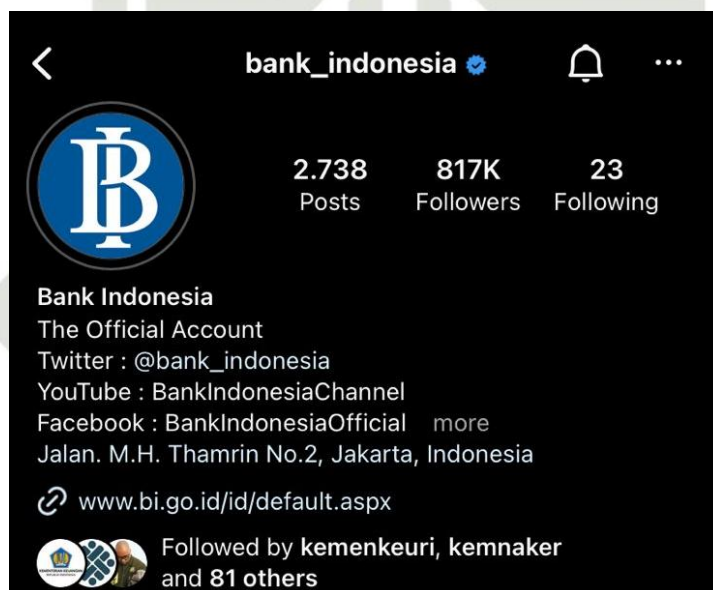 bank_indonesia
BI
2.738 817K 23
Posts Followers Following
Bank Indonesia
The Official Account
Twitter : @bank_indonesia
YouTube : BankIndonesiaChannel
Facebook : BankIndonesiaOfficial more
Jalan. M.H. Thamrin No.2, Jakarta, Indonesia
www.bi.go.id/id/default.aspx
Followed by kemenkeuri, kemnaker
and 81 others